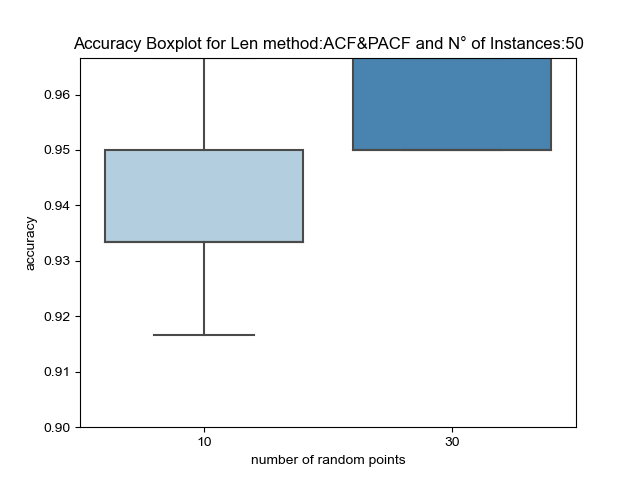 Accuracy Boxplot for Len method:ACF&PACF and N° of Instances:50
0.96
0.95
0.94
0.93
0.92
0.91
0.90
accuracy
10 30
number of random points